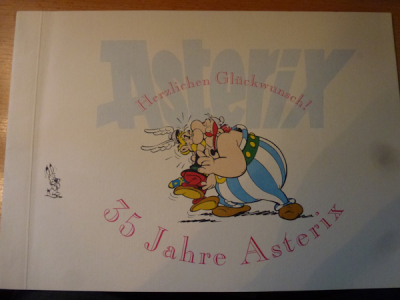 Asterix
Herzlichen Glückwunsch!
35 Jahre Asterix